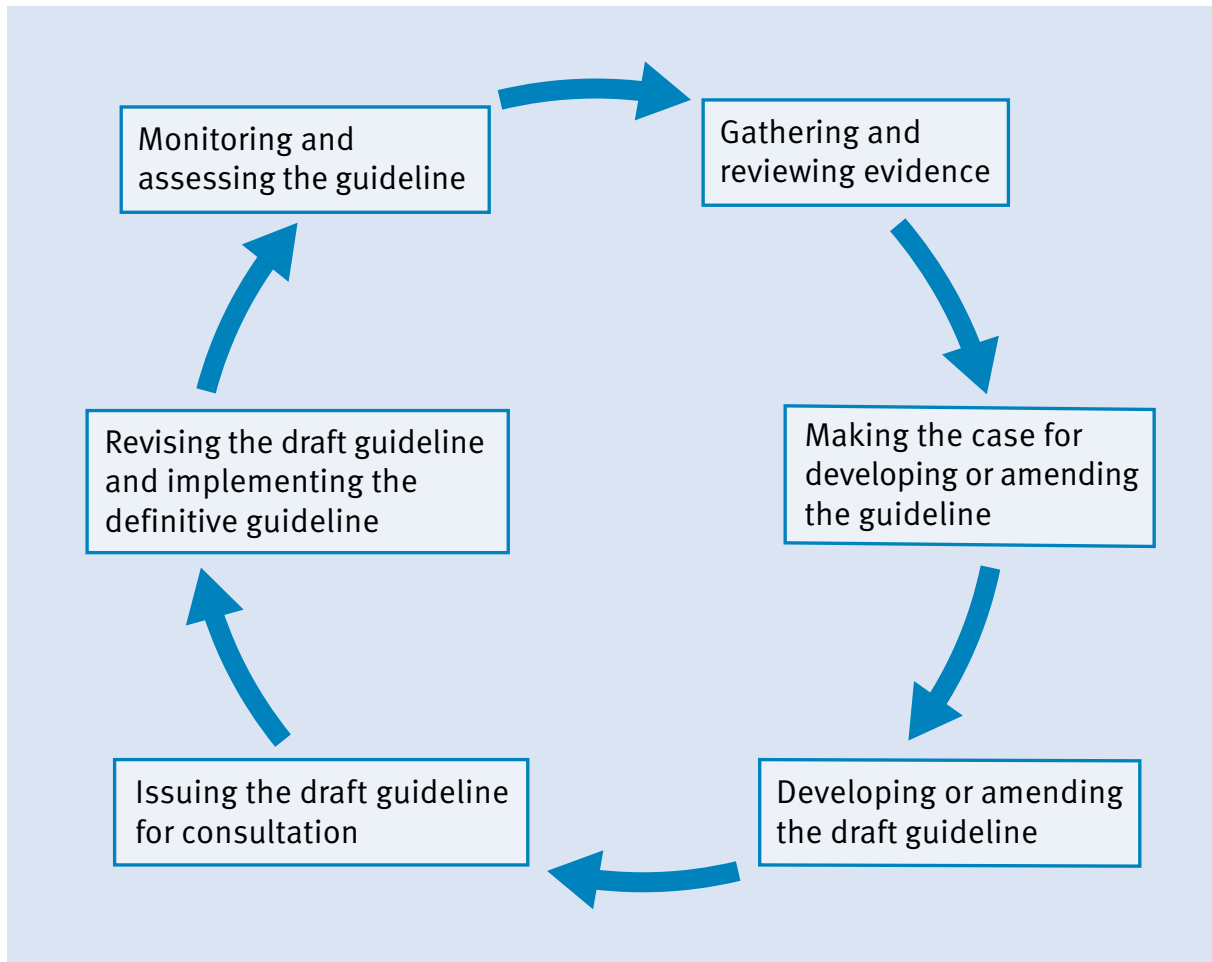 Monitoring and
assessing the guideline
Gathering and
reviewing evidence
Making the case for
developing or amending
the guideline
Developing or amending
the draft guideline
Issuing the draft guideline
for consultation
Revising the draft guideline
and implementing the
definitive guideline